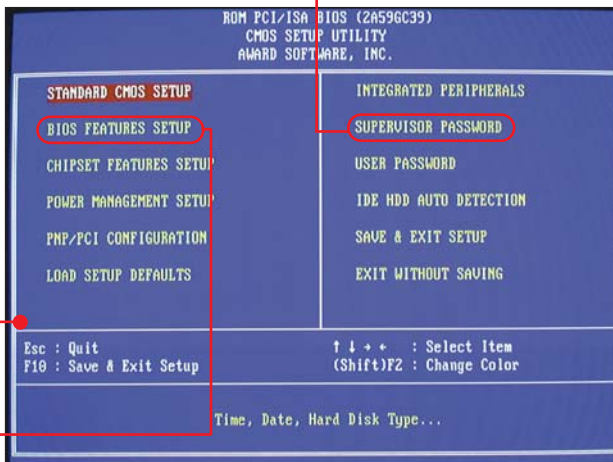 ROM PCI/ISA BIOS (2A59GC39)
CMOS SETUP UTILITY
AWARD SOFTWARE, INC.
STANDARD CMOS SETUP
BIOS FEATURES SETUP
CHIPSET FEATURES SETUP
POWER MANAGEMENT SETUP
PNP/PCI CONFIGURATION
LOAD SETUP DEFAULTS
INTEGRATED PERIPHERALS
SUPERVISOR PASSWORD
USER PASSWORD
IDE HDD AUTO DETECTION
SAVE & EXIT SETUP
EXIT WITHOUT SAVING
Esc : Quit
F10 : Save & Exit Setup
↑ ↓ → ← : Select Item
(Shift)F2 : Change Color
Time, Date, Hard Disk Type...